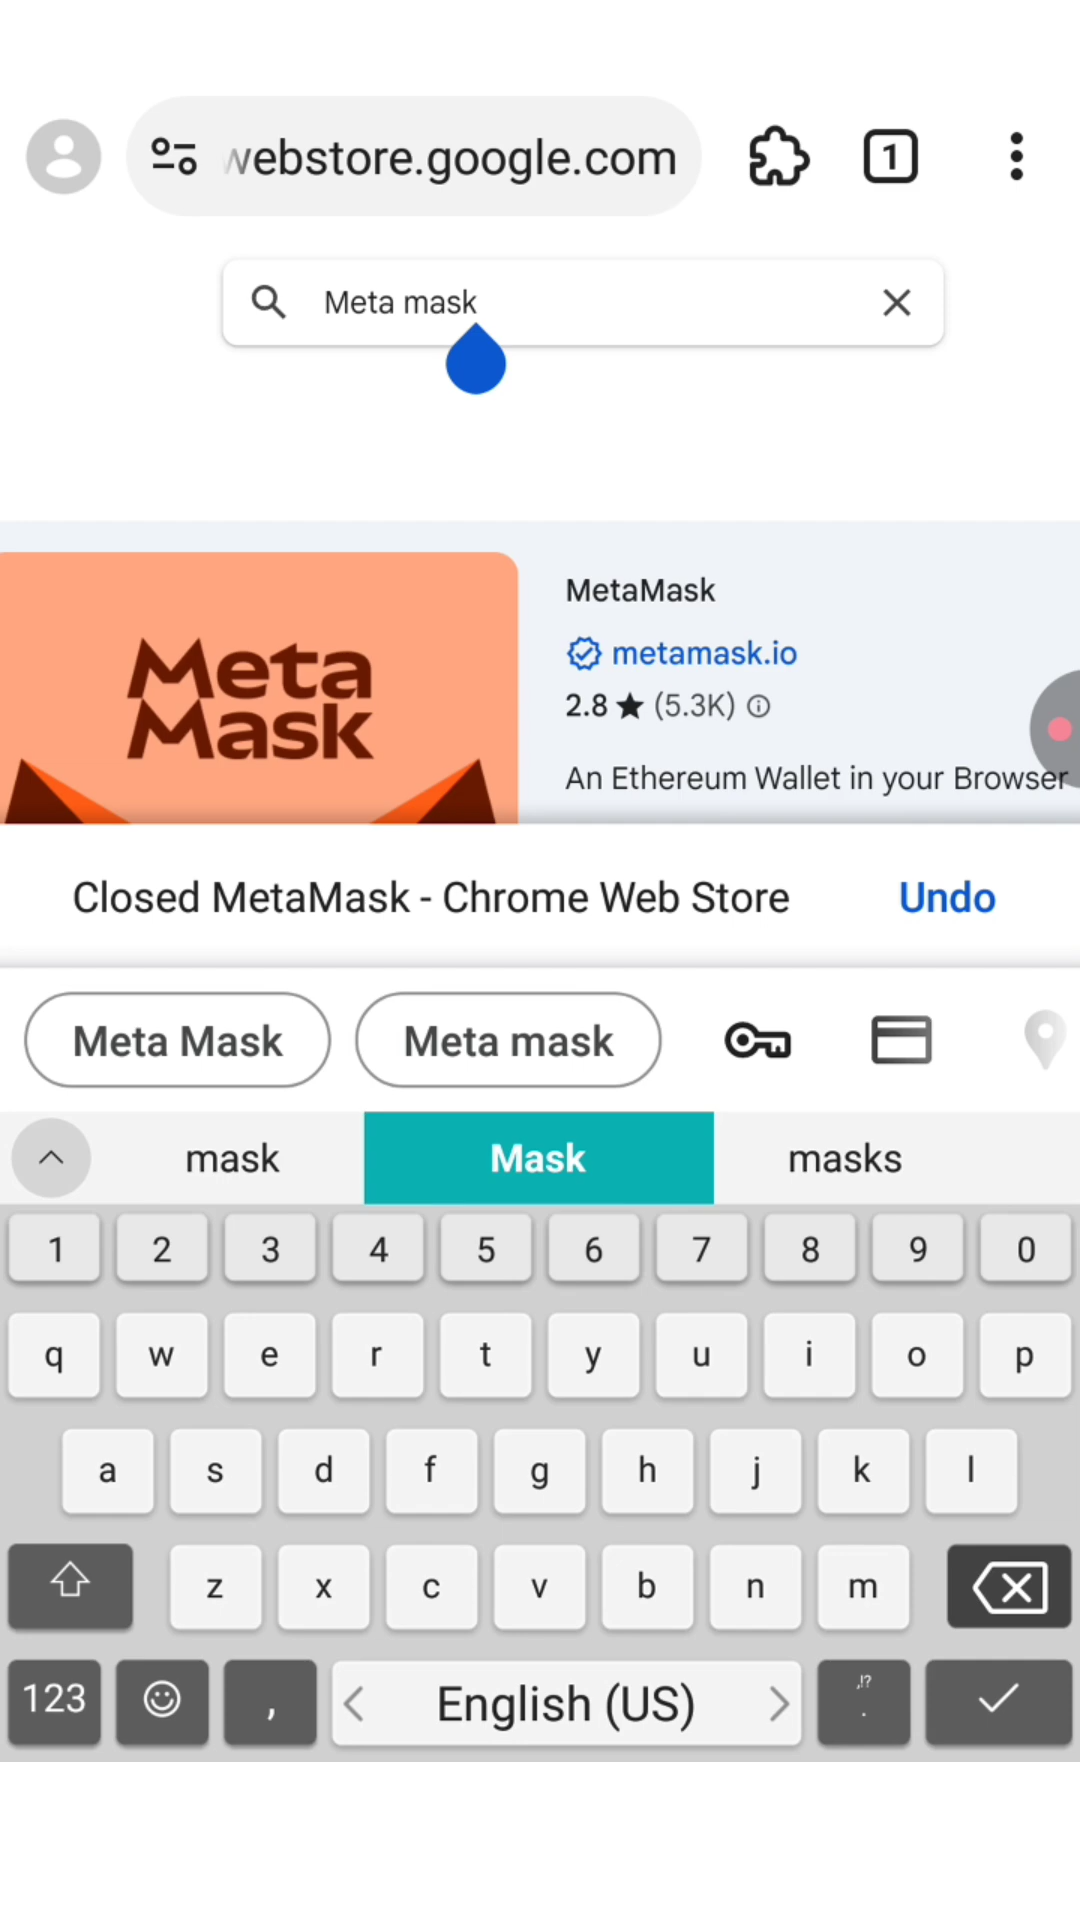 webstore.google.com
1
Meta mask
Meta
Mask
MetaMask
metamask.io
2.8 ★ (5.3K)
An Ethereum Wallet in your Browser
Closed MetaMask - Chrome Web Store
Undo
Meta Mask
Meta mask
mask
Mask
masks
1 2 3 4 5 6 7 8 9 0
q w e r t y u i o p
a s d f g h j k l
z x c v b n m
123 , < English (US) > ,!? .